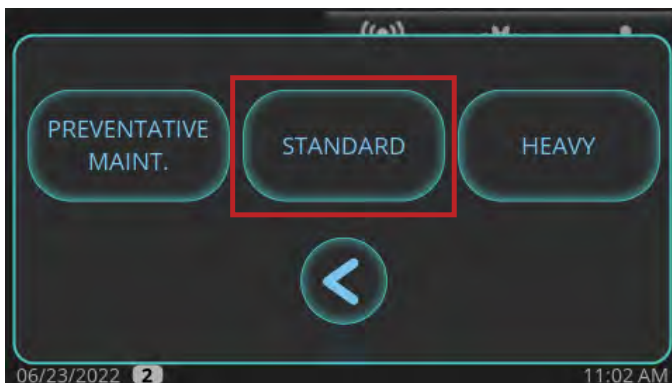 PREVENTATIVE
MAINT.
STANDARD
HEAVY
06/23/2022 2
11:02 AM